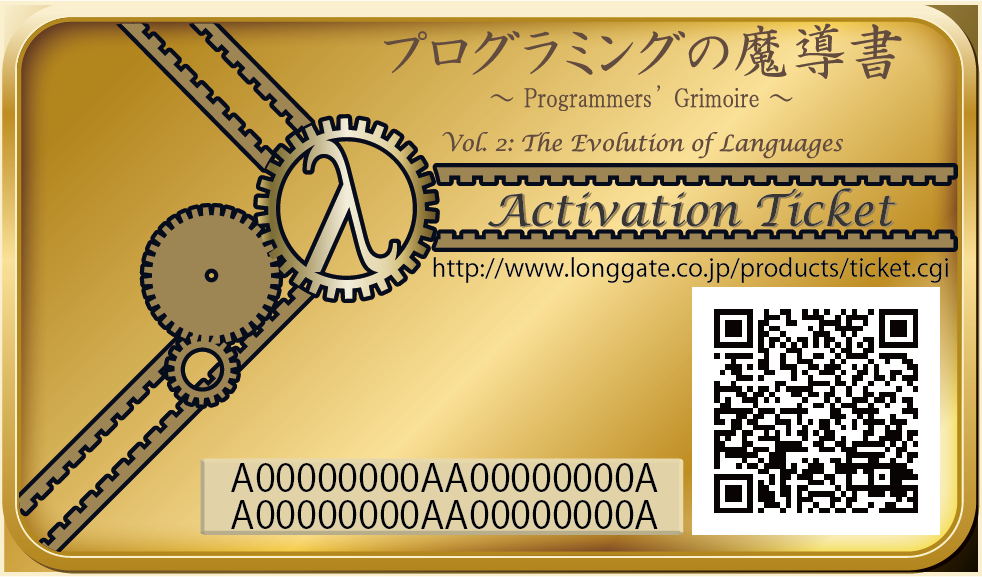 プログラミングの魔導書
～ Programmers’ Grimoire ～
Vol. 2: The Evolution of Languages
Activation Ticket
http://www.longgate.co.jp/products/ticket.cgi
λ
A00000000AA00000000A
A00000000AA00000000A